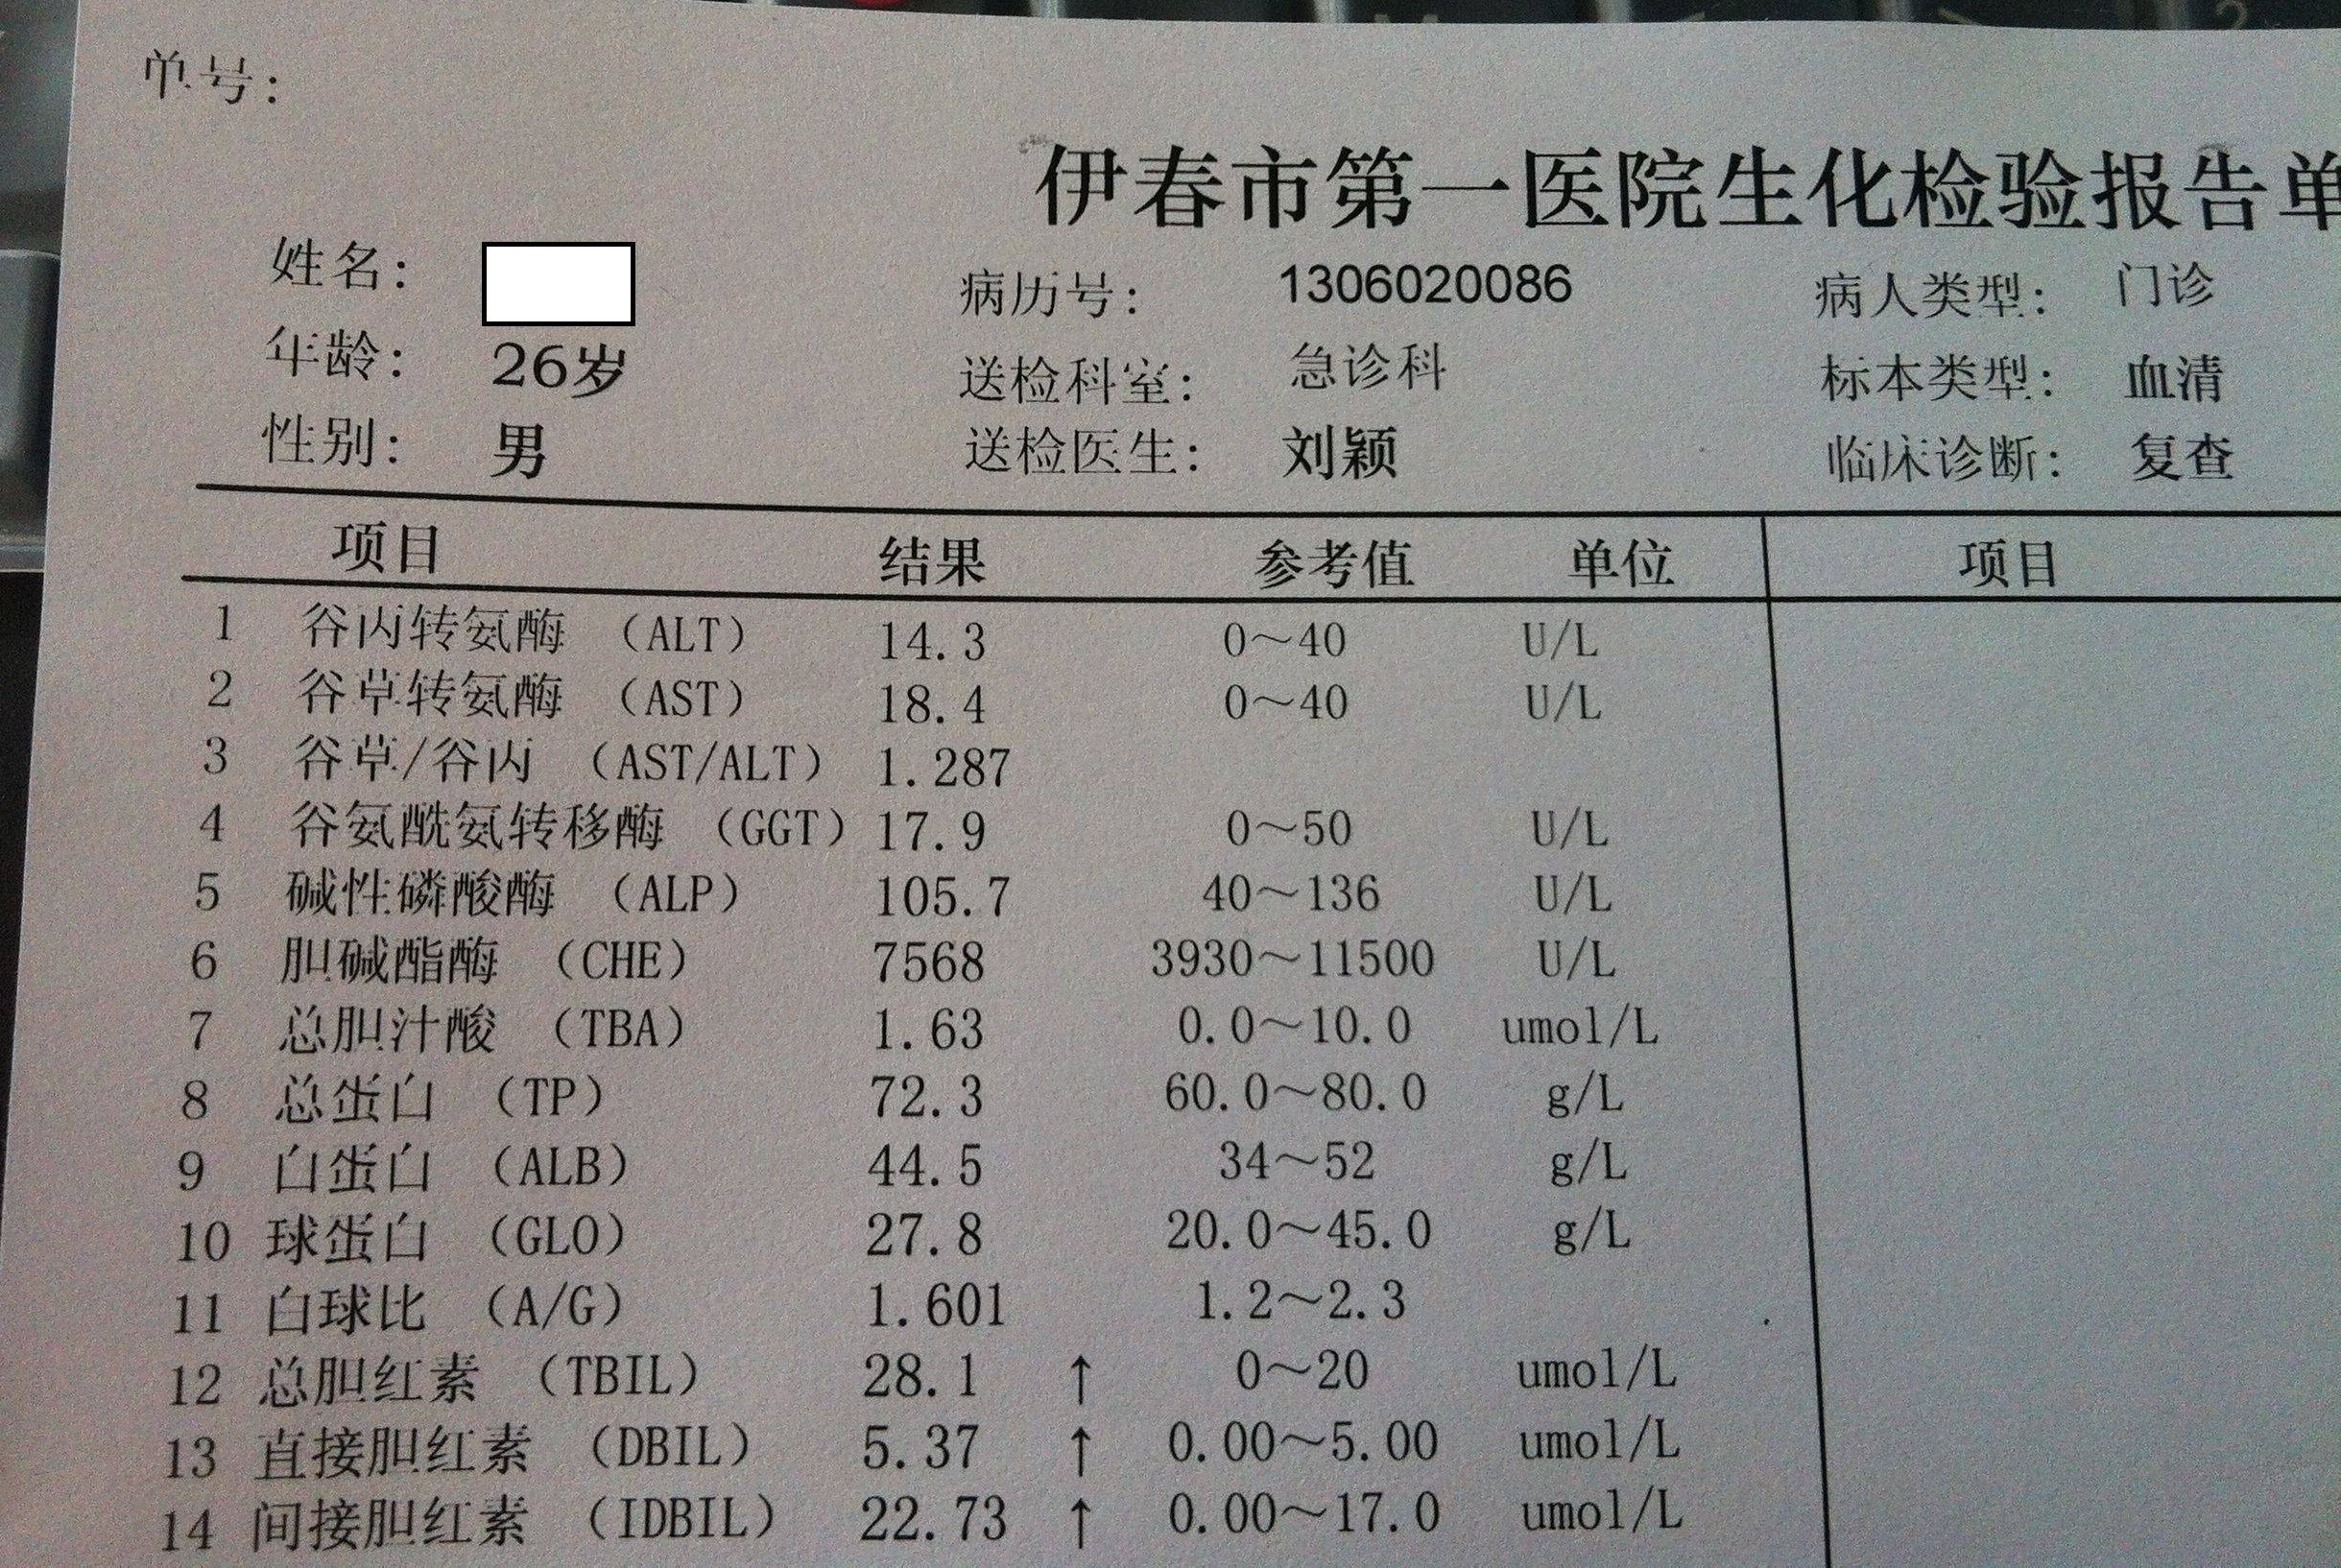 单号:
伊春市第一医院生化检验报告单
姓名: 病历号: 1306020086 病人类型: 门诊
年龄: 26岁 送检科室: 急诊科 标本类型: 血清
性别: 男 送检医生: 刘颖 临床诊断: 复查
项目 结果 参考值 单位 项目
1 谷丙转氨酶 (ALT) 14.3 0~40 U/L
2 谷草转氨酶 (AST) 18.4 0~40 U/L
3 谷草/谷丙 (AST/ALT) 1.287
4 谷氨酰氨转移酶 (GGT) 17.9 0~50 U/L
5 碱性磷酸酶 (ALP) 105.7 40~136 U/L
6 胆碱酯酶 (CHE) 7568 3930~11500 U/L
7 总胆汁酸 (TBA) 1.63 0.0~10.0 umol/L
8 总蛋白 (TP) 72.3 60.0~80.0 g/L
9 白蛋白 (ALB) 44.5 34~52 g/L
10 球蛋白 (GLO) 27.8 20.0~45.0 g/L
11 白球比 (A/G) 1.601 1.2~2.3
12 总胆红素 (TBIL) 28.1 ↑ 0~20 umol/L
13 直接胆红素 (DBIL) 5.37 ↑ 0.00~5.00 umol/L
14 间接胆红素 (IDBIL) 22.73 ↑ 0.00~17.0 umol/L